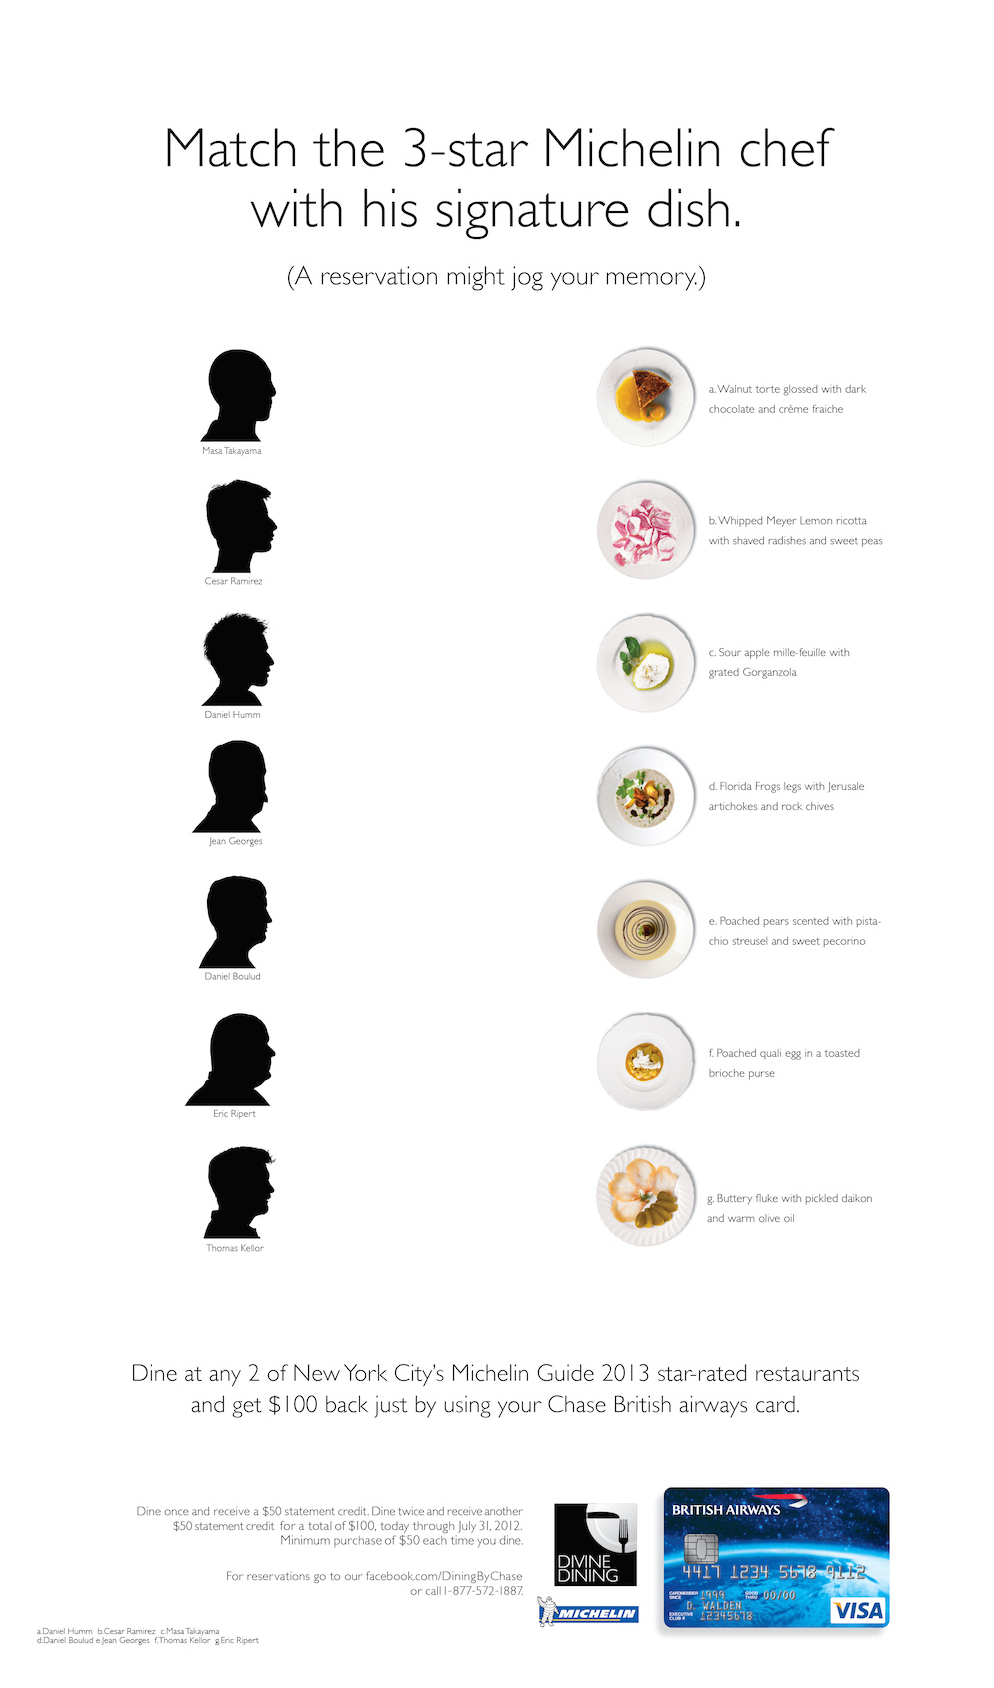 Match the 3-star Michelin chef
with his signature dish.
(A reservation might jog your memory.)
Masa Takayama
a. Walnut torte glossed with dark
chocolate and crème fraiche
Cesar Ramirez
b. Whipped Meyer Lemon ricotta
with shaved radishes and sweet peas
Daniel Humm
c. Sour apple mille-feuille with
grated Gorganzola
Jean Georges
d. Florida Frogs legs with Jerusale
artichokes and rock chives
Daniel Boulud
e. Poached pears scented with pista-
chio streusel and sweet pecorino
Eric Ripert
f. Poached quali egg in a toasted
brioche purse
Thomas Kellor
g. Buttery fluke with pickled daikon
and warm olive oil
Dine at any 2 of New York City's Michelin Guide 2013 star-rated restaurants
and get $100 back just by using your Chase British airways card.
Dine once and receive a $50 statement credit. Dine twice and receive another
$50 statement credit for a total of $100, today through July 31, 2012.
Minimum purchase of $50 each time you dine.
For reservations go to our facebook.com/DiningByChase
or call 1-877-572-1887.
DIVINE
DINING
MICHELIN
BRITISH AIRWAYS
4417 1234 5678 9112
CARDMEMBER
SINCE
1999
GOOD
THRU
00/00
D. WALDEN
EXECUTIVE
CLUB #
12345678
VISA
a.Daniel Humm b.Cesar Ramirez c.Masa Takayama
d.Daniel Boulud e.Jean Georges f.Thomas Kellor g.Eric Ripert